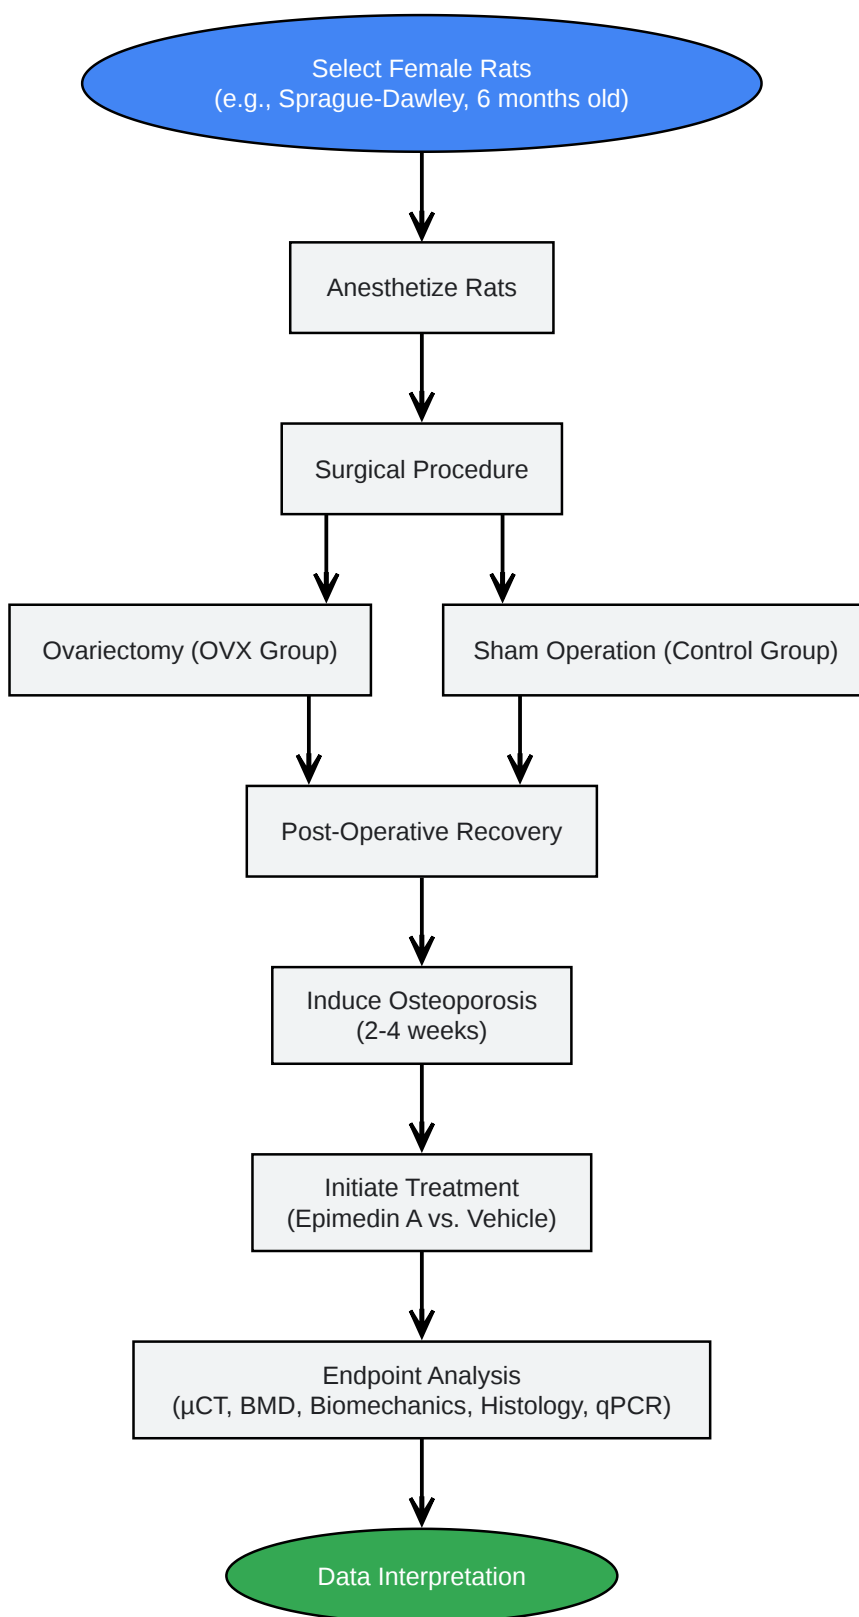 Select Female Rats
(e.g., Sprague-Dawley, 6 months old)
Anesthetize Rats
Surgical Procedure
Ovariectomy (OVX Group)
Sham Operation (Control Group)
Post-Operative Recovery
Induce Osteoporosis
(2-4 weeks)
Initiate Treatment
(Epimedin A vs. Vehicle)
Endpoint Analysis
(µCT, BMD, Biomechanics, Histology, qPCR)
Data Interpretation